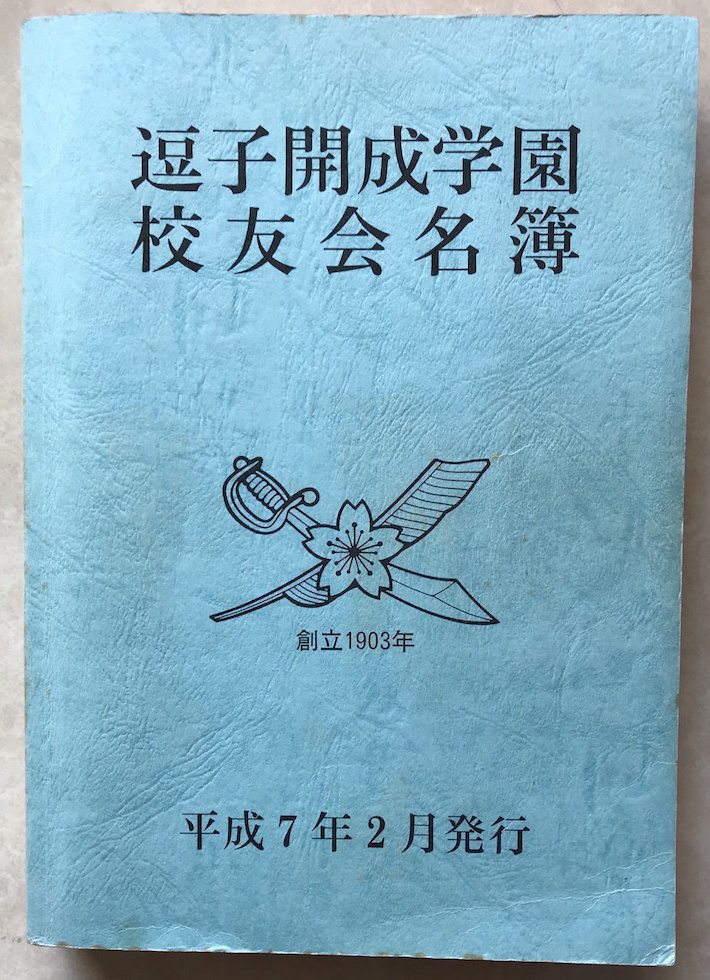 逗子開成学園
校友会名簿
創立1903年
平成7年2月発行